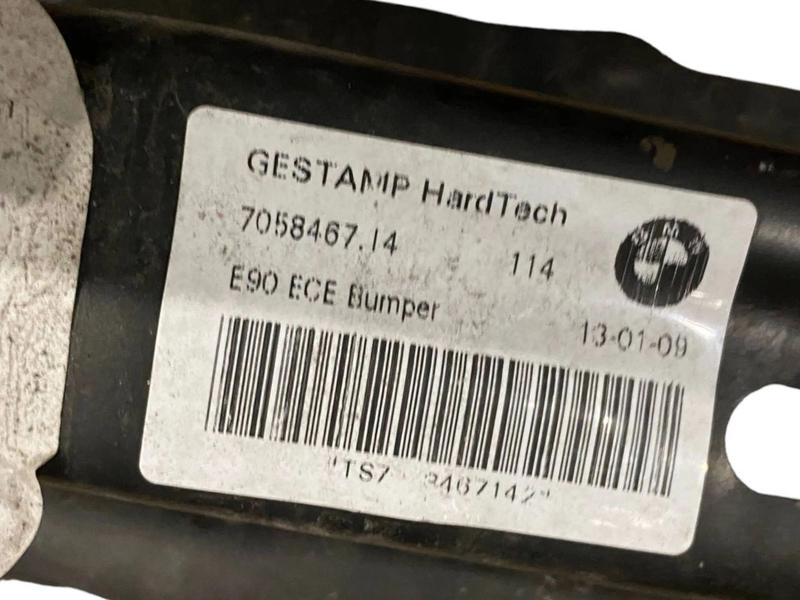 GESTAMP HardTech
7058467.14
114
E90 ECE Bumper
13-01-09